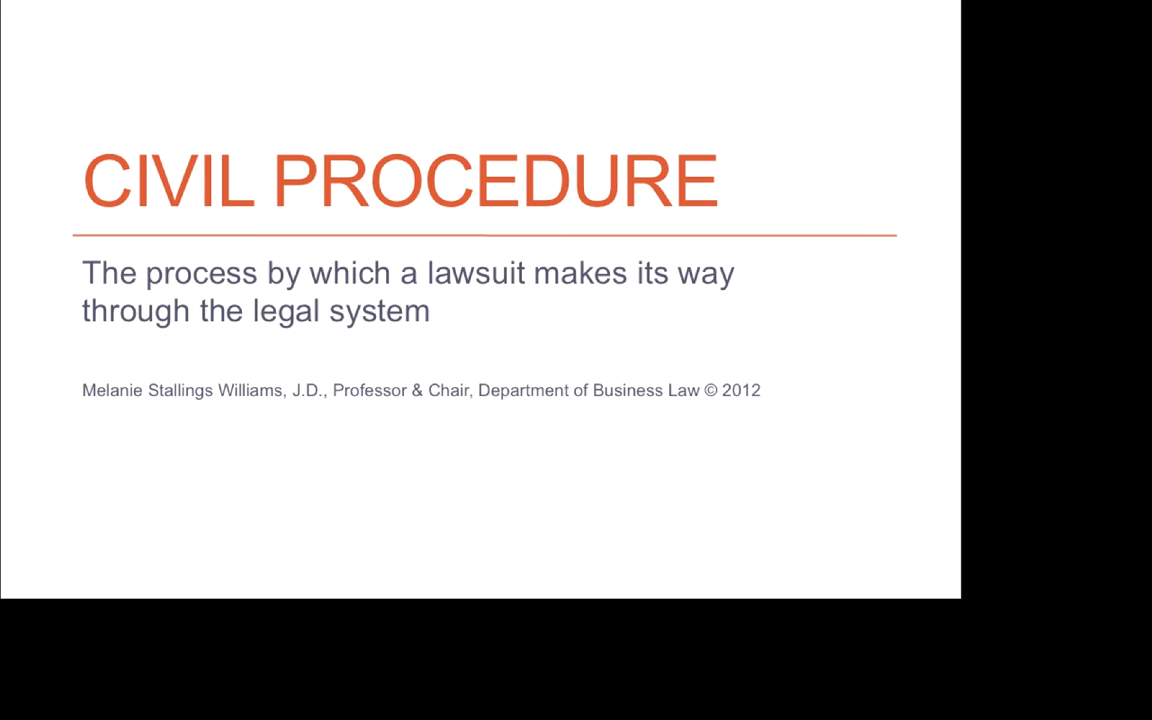 CIVIL PROCEDURE
The process by which a lawsuit makes its way
through the legal system
Melanie Stallings Williams, J.D., Professor & Chair, Department of Business Law © 2012